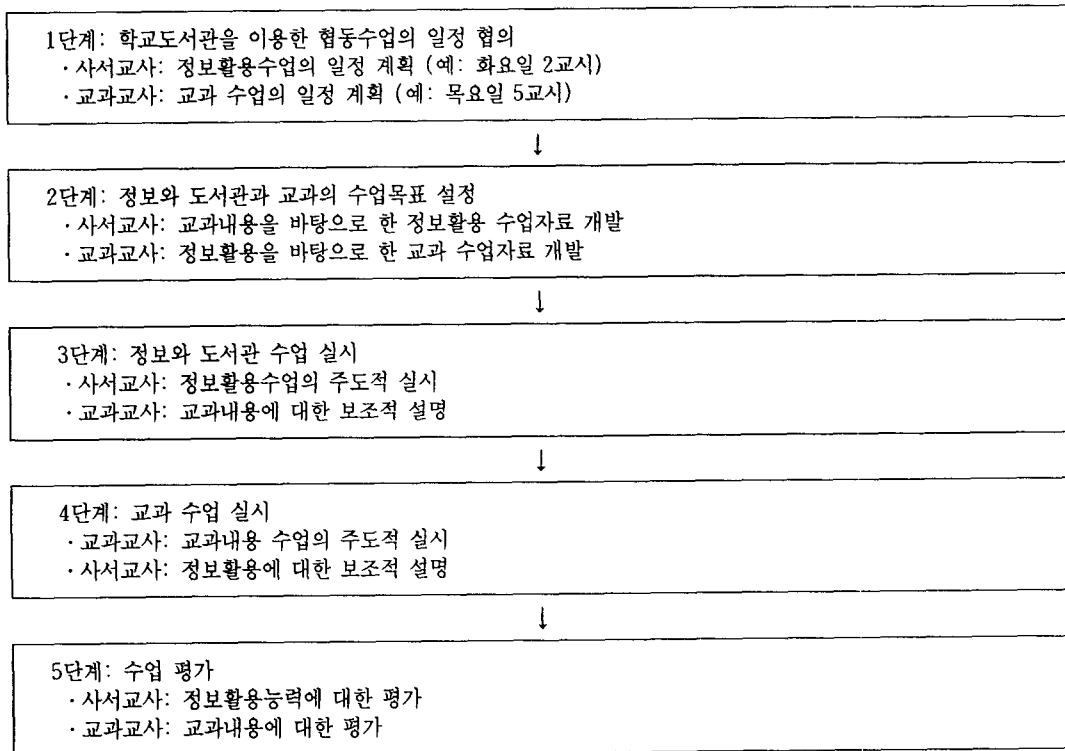 1단계: 학교도서관을 이용한 협동수업의 일정 협의
· 사서교사: 정보활용수업의 일정 계획 (예: 화요일 2교시)
· 교과교사: 교과 수업의 일정 계획 (예: 목요일 5교시)
↓
2단계: 정보와 도서관과 교과의 수업목표 설정
· 사서교사: 교과내용을 바탕으로 한 정보활용 수업자료 개발
· 교과교사: 정보활용을 바탕으로 한 교과 수업자료 개발
↓
3단계: 정보와 도서관 수업 실시
· 사서교사: 정보활용수업의 주도적 실시
· 교과교사: 교과내용에 대한 보조적 설명
↓
4단계: 교과 수업 실시
· 교과교사: 교과내용 수업의 주도적 실시
· 사서교사: 정보활용에 대한 보조적 설명
↓
5단계: 수업 평가
· 사서교사: 정보활용능력에 대한 평가
· 교과교사: 교과내용에 대한 평가